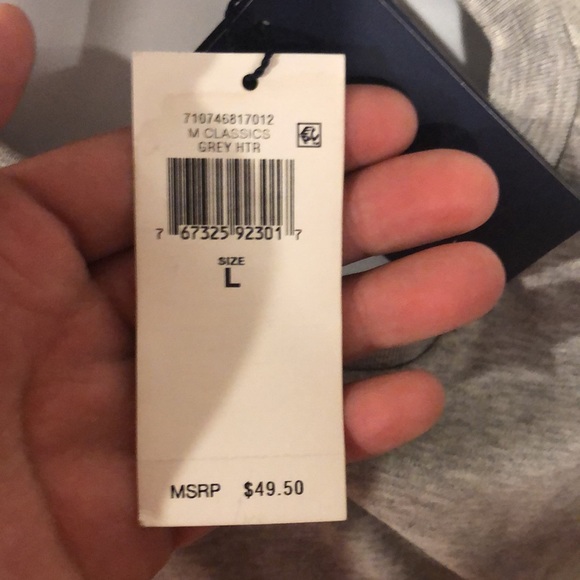 710746817012
M CLASSICS
GREY HTR
7 67325 92301 7
SIZE
L
MSRP $49.50